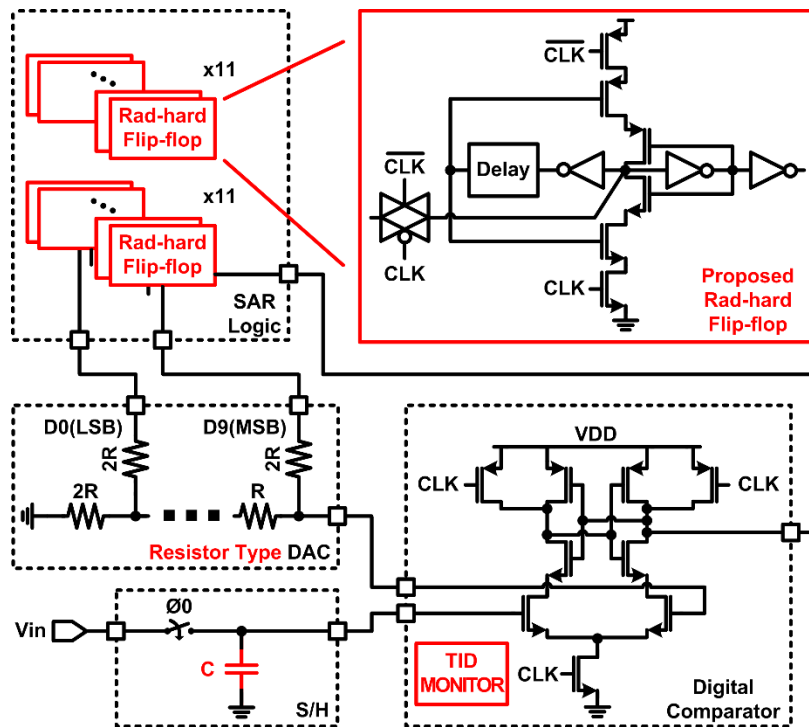 x11
Rad-hard
Flip-flop
x11
Rad-hard
Flip-flop
SAR
Logic
CLK
CLK
Delay
CLK
CLK
Proposed
Rad-hard
Flip-flop
D0(LSB)
D9(MSB)
2R
2R
2R
R
Resistor Type DAC
VDD
CLK
CLK
Vin
Ø0
C
S/H
TID
MONITOR
CLK
Digital
Comparator